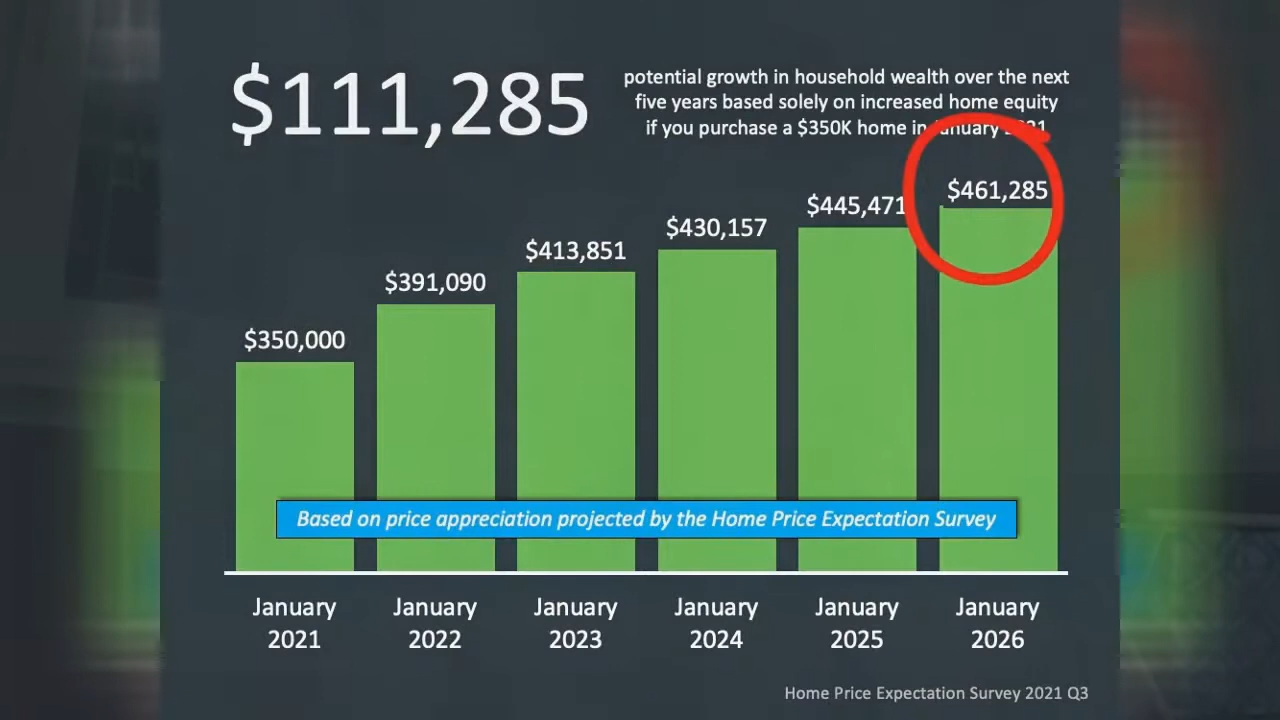 $111,285
potential growth in household wealth over the next
five years based solely on increased home equity
if you purchase a $350K home in January 2021
$350,000
$391,090
$413,851
$430,157
$445,471
$461,285
Based on price appreciation projected by the Home Price Expectation Survey
January
2021
January
2022
January
2023
January
2024
January
2025
January
2026
Home Price Expectation Survey 2021 Q3